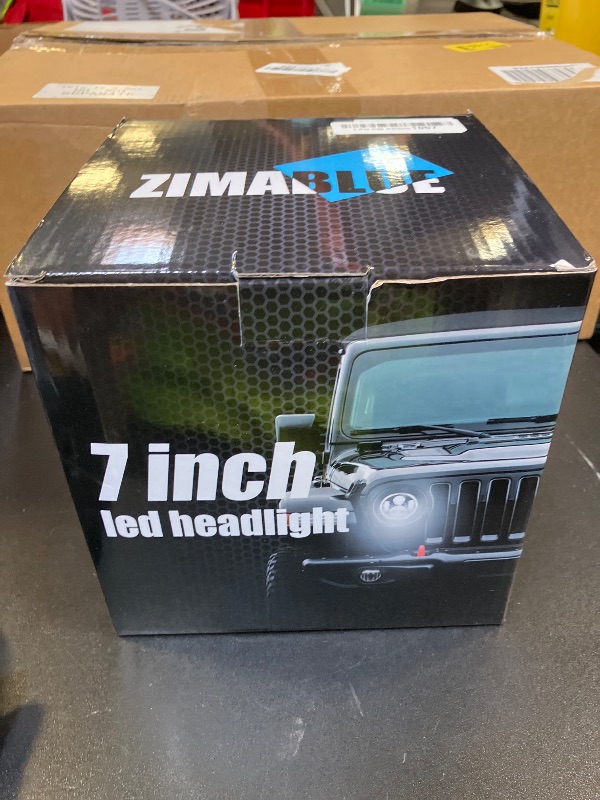 ZIMABLUE
7 inch
led headlight